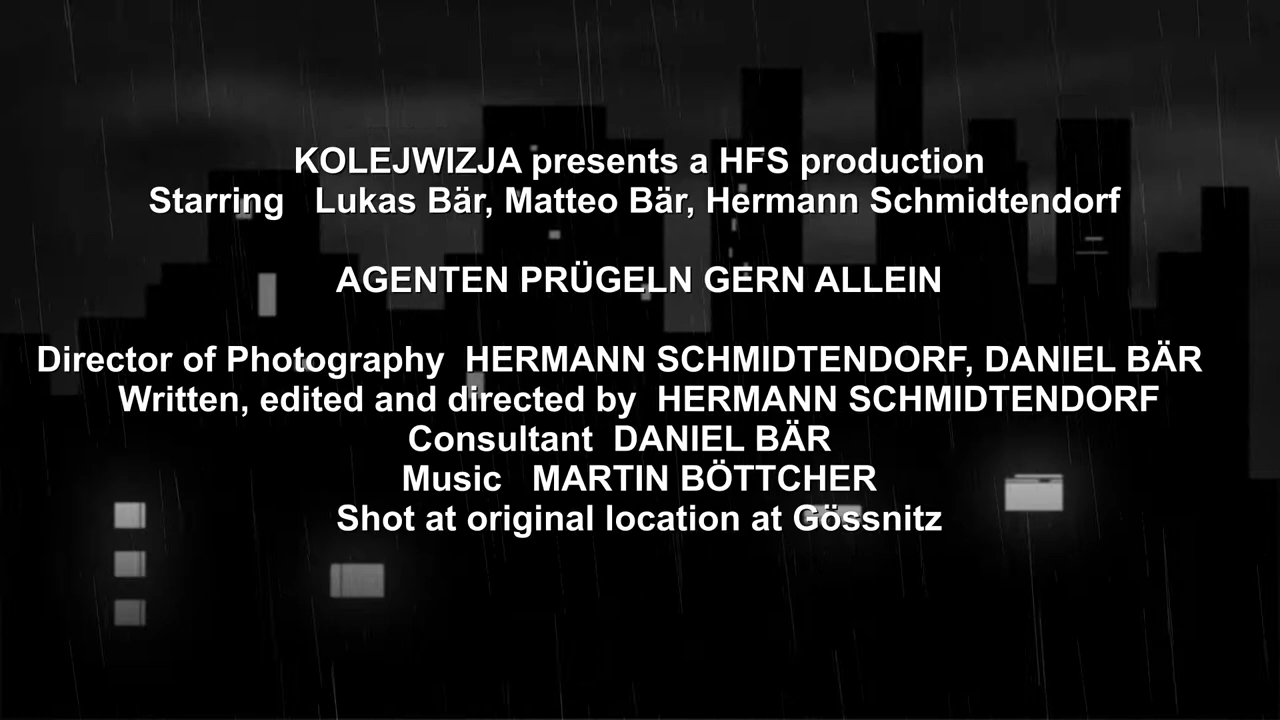 KOLEJWIZJA presents a HFS production
Starring Lukas Bär, Matteo Bär, Hermann Schmidtendorf
AGENTEN PRÜGELN GERN ALLEIN
Director of Photography HERMANN SCHMIDTENDORF, DANIEL BÄR
Written, edited and directed by HERMANN SCHMIDTENDORF
Consultant DANIEL BÄR
Music MARTIN BÖTTCHER
Shot at original location at Gössnitz